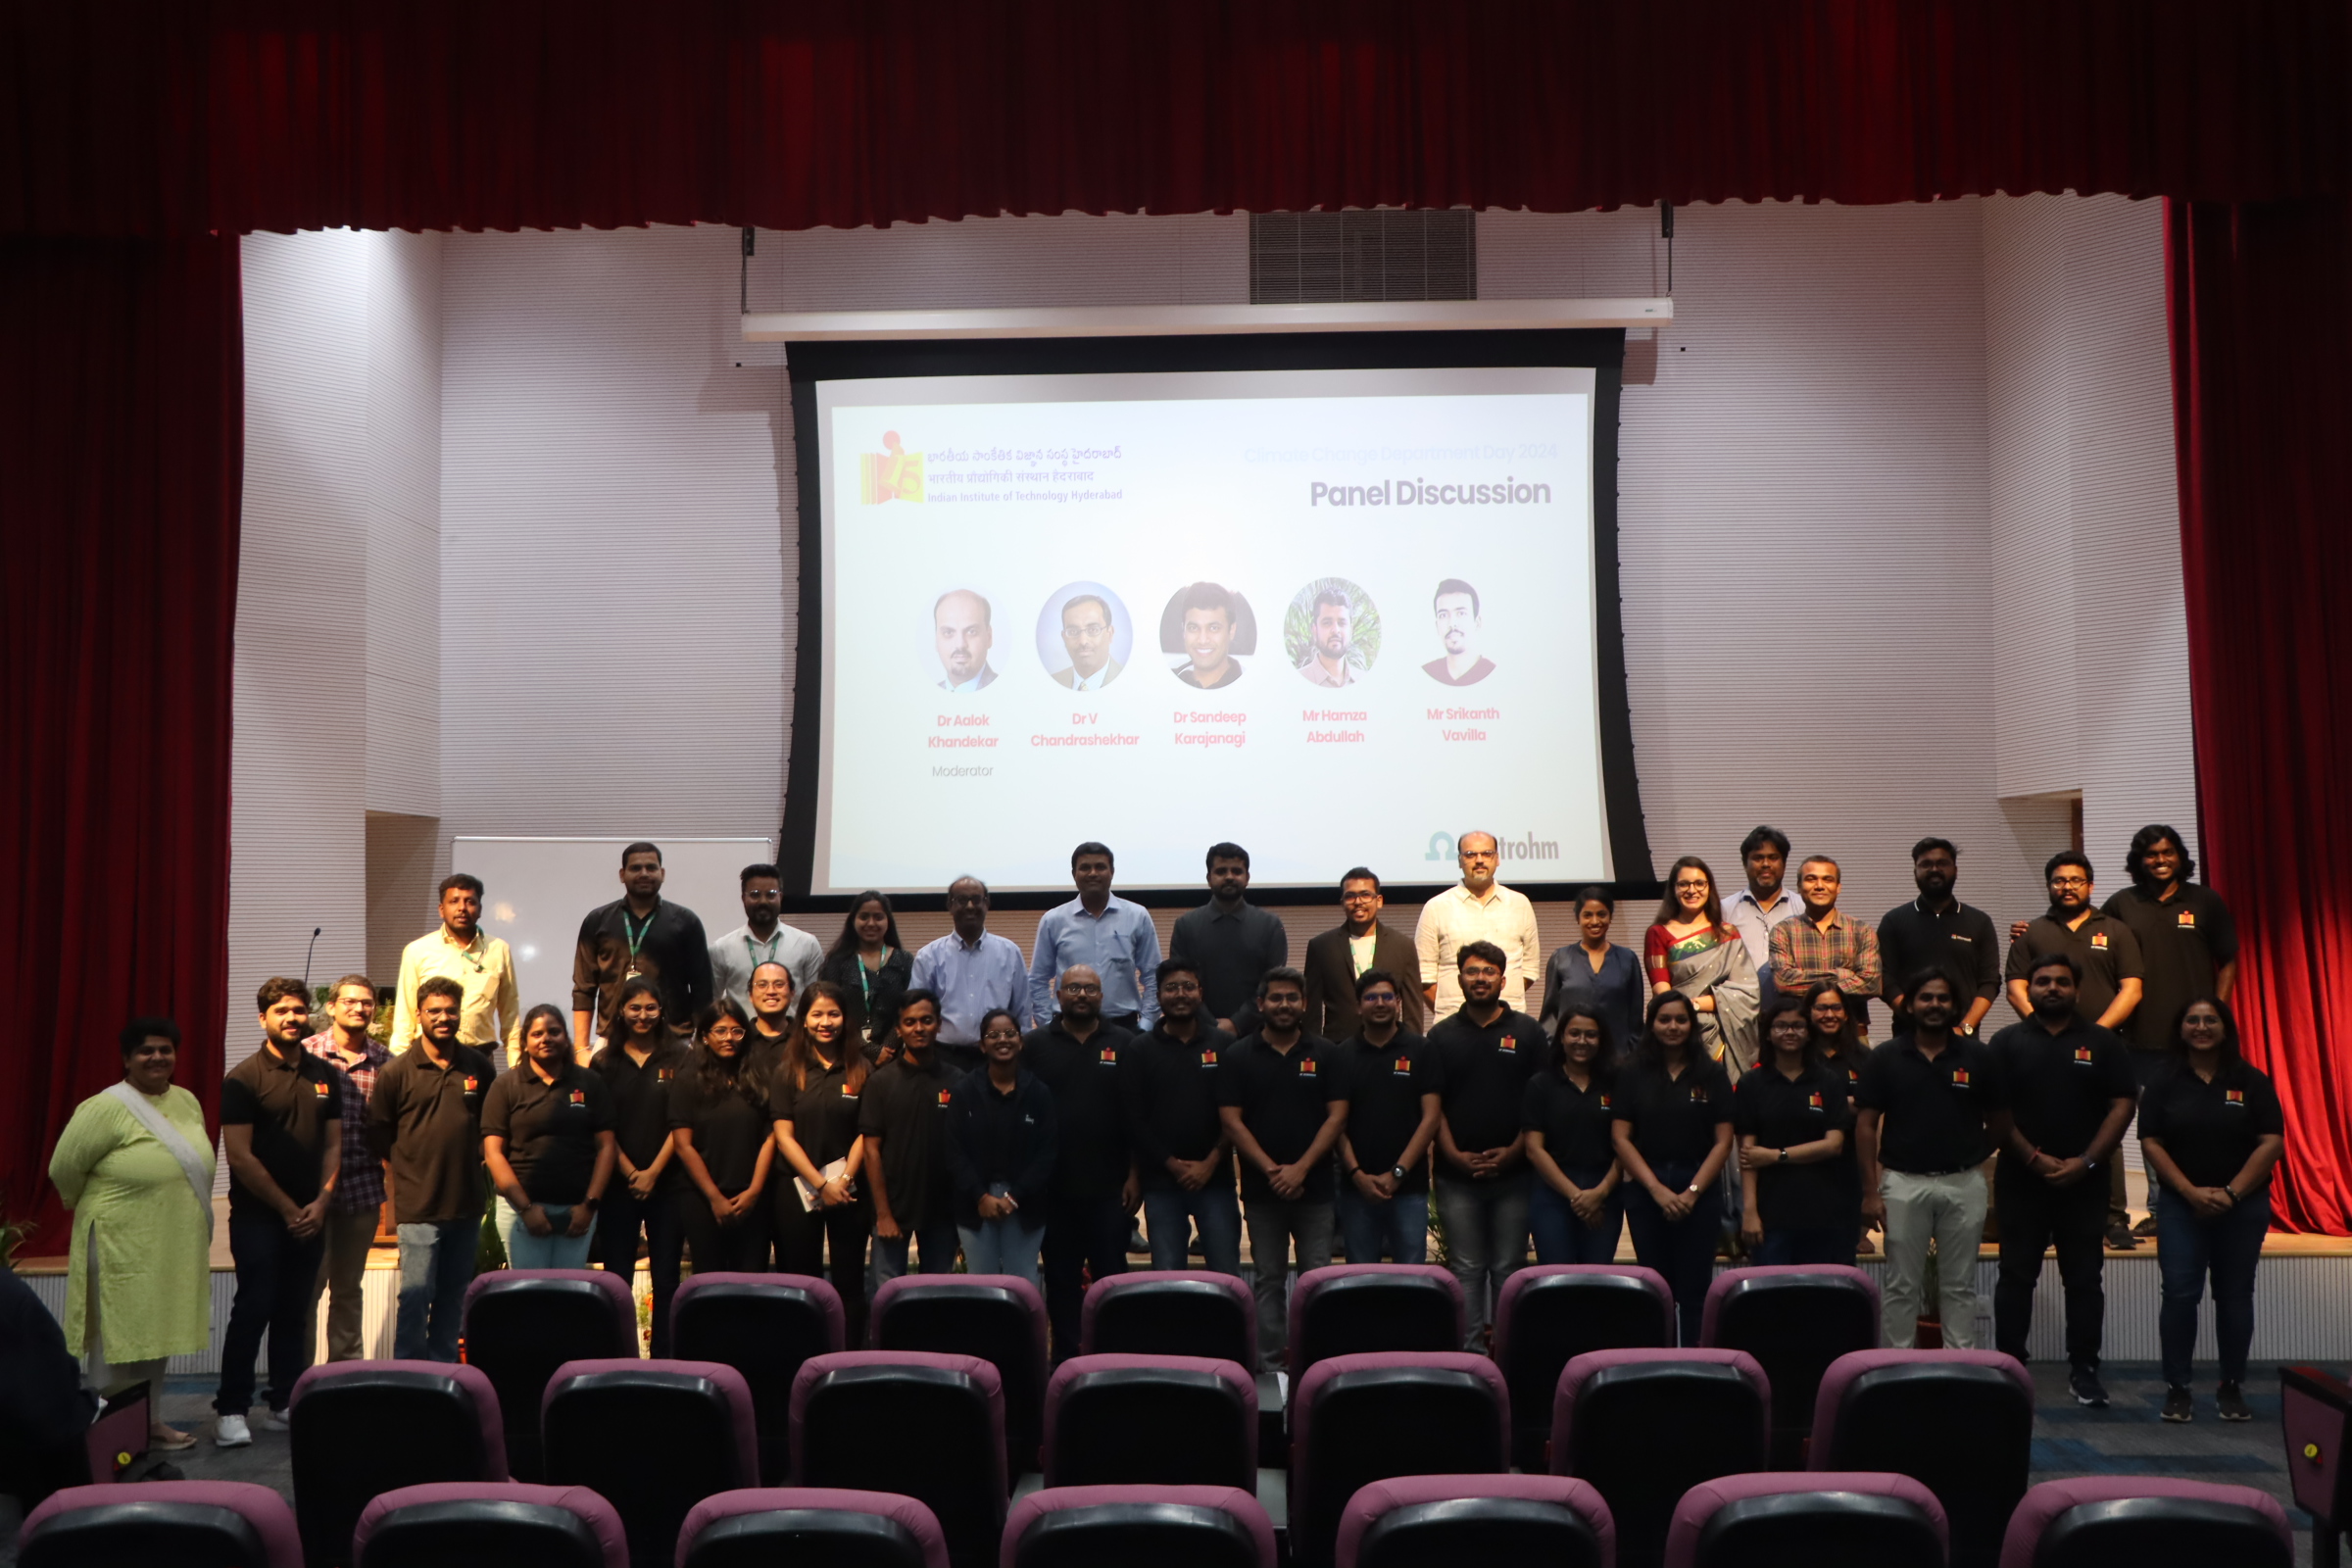 భారతీయ సాంకేతిక విజ్ఞాన సంస్థ హైదరాబాద్
भारतीय प्रौद्योगिकी संस्थान हैदराबाद
Indian Institute of Technology Hyderabad
Climate Change Department Day 2024
Panel Discussion
Dr Aalok
Khandekar
Moderator
Dr V
Chandrashekhar
Dr Sandeep
Karajanagi
Mr Hamza
Abdullah
Mr Srikanth
Vavilla
trohm